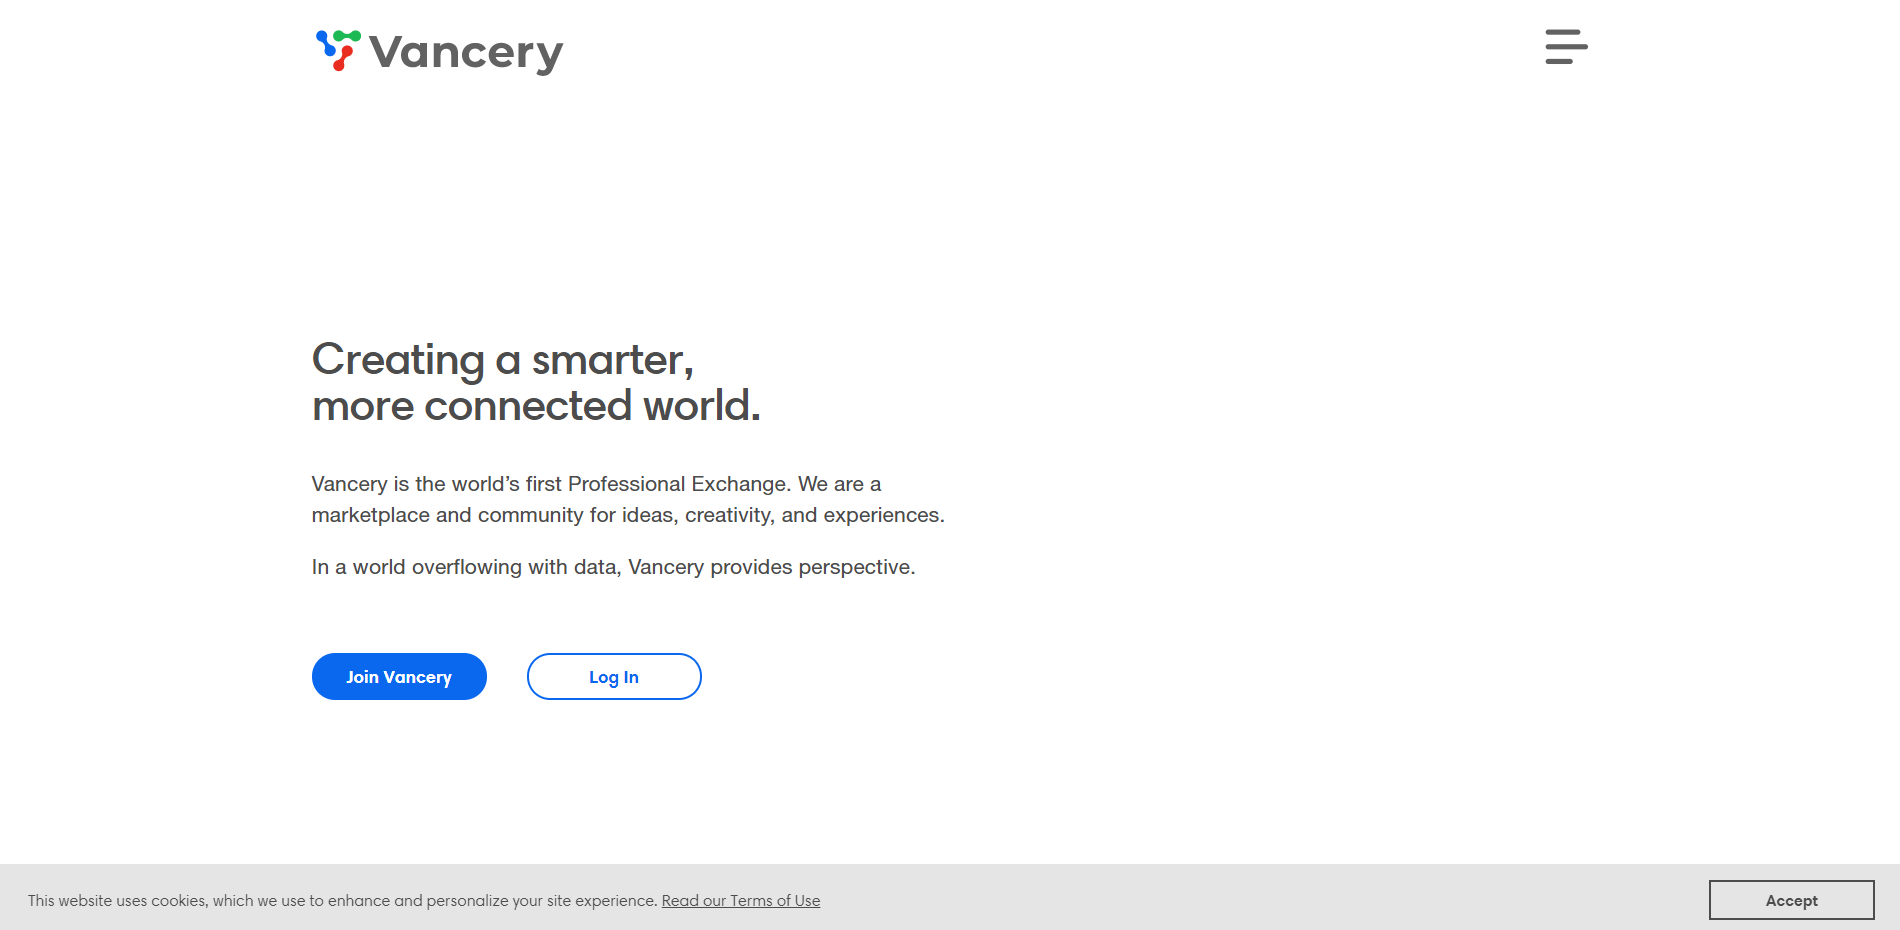 Vancery
Creating a smarter,
more connected world.
Vancery is the world’s first Professional Exchange. We are a
marketplace and community for ideas, creativity, and experiences.
In a world overflowing with data, Vancery provides perspective.
Join Vancery
Log In
This website uses cookies, which we use to enhance and personalize your site experience. Read our Terms of Use
Accept